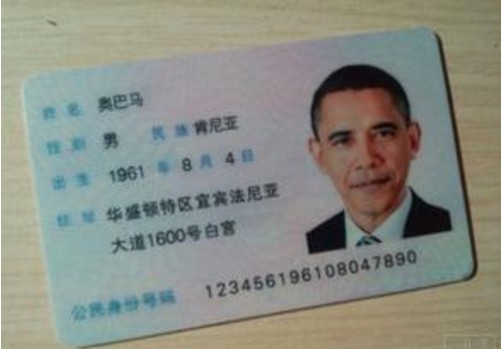 姓名 奥巴马
性别 男 民族 肯尼亚
出生 1961 年 8 月 4 日
住址 华盛顿特区宣宾法尼亚
大道1600号白宫
公民身份号码 123456196108047890